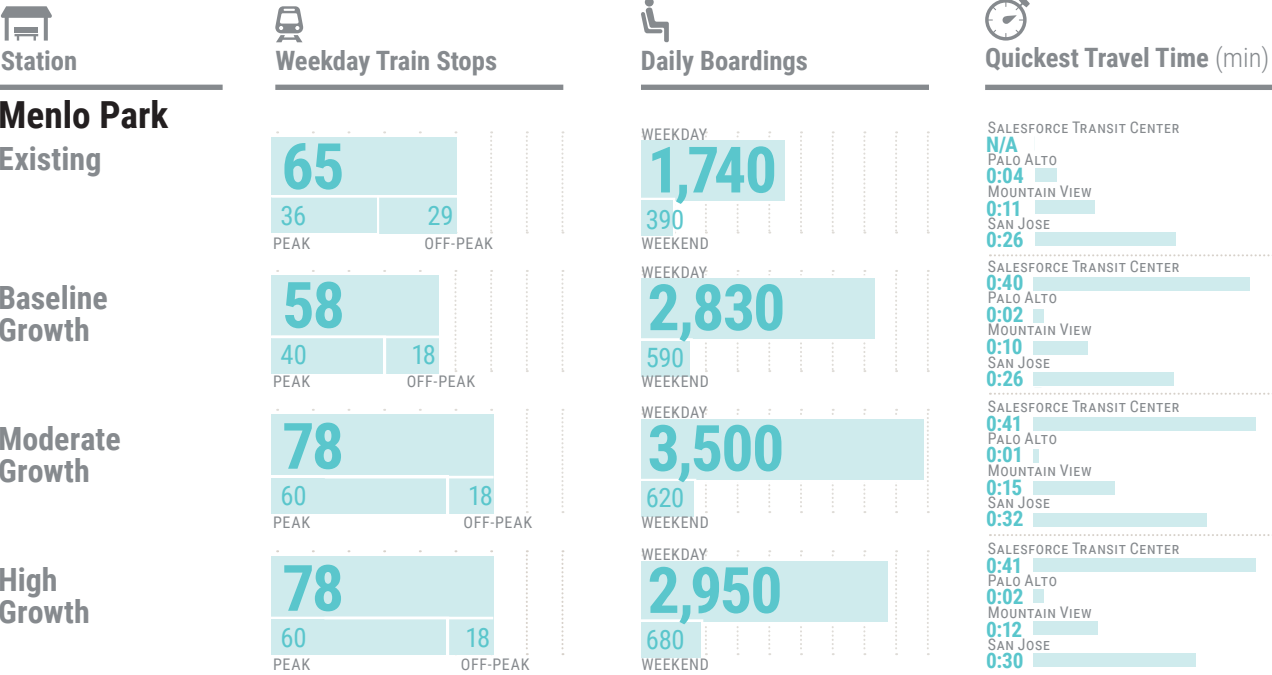 Station
Weekday Train Stops
Daily Boardings
Quickest Travel Time (min)
Menlo Park
Existing
65
36
29
PEAK
OFF-PEAK
WEEKDAY
1,740
390
WEEKEND
SALESFORCE TRANSIT CENTER
N/A
PALO ALTO
0:04
MOUNTAIN VIEW
0:11
SAN JOSE
0:26
Baseline
Growth
58
40
18
PEAK
OFF-PEAK
WEEKDAY
2,830
590
WEEKEND
SALESFORCE TRANSIT CENTER
0:40
PALO ALTO
0:02
MOUNTAIN VIEW
0:10
SAN JOSE
0:26
Moderate
Growth
78
60
18
PEAK
OFF-PEAK
WEEKDAY
3,500
620
WEEKEND
SALESFORCE TRANSIT CENTER
0:41
PALO ALTO
0:01
MOUNTAIN VIEW
0:15
SAN JOSE
0:32
High
Growth
78
60
18
PEAK
OFF-PEAK
WEEKDAY
2,950
680
WEEKEND
SALESFORCE TRANSIT CENTER
0:41
PALO ALTO
0:02
MOUNTAIN VIEW
0:12
SAN JOSE
0:30